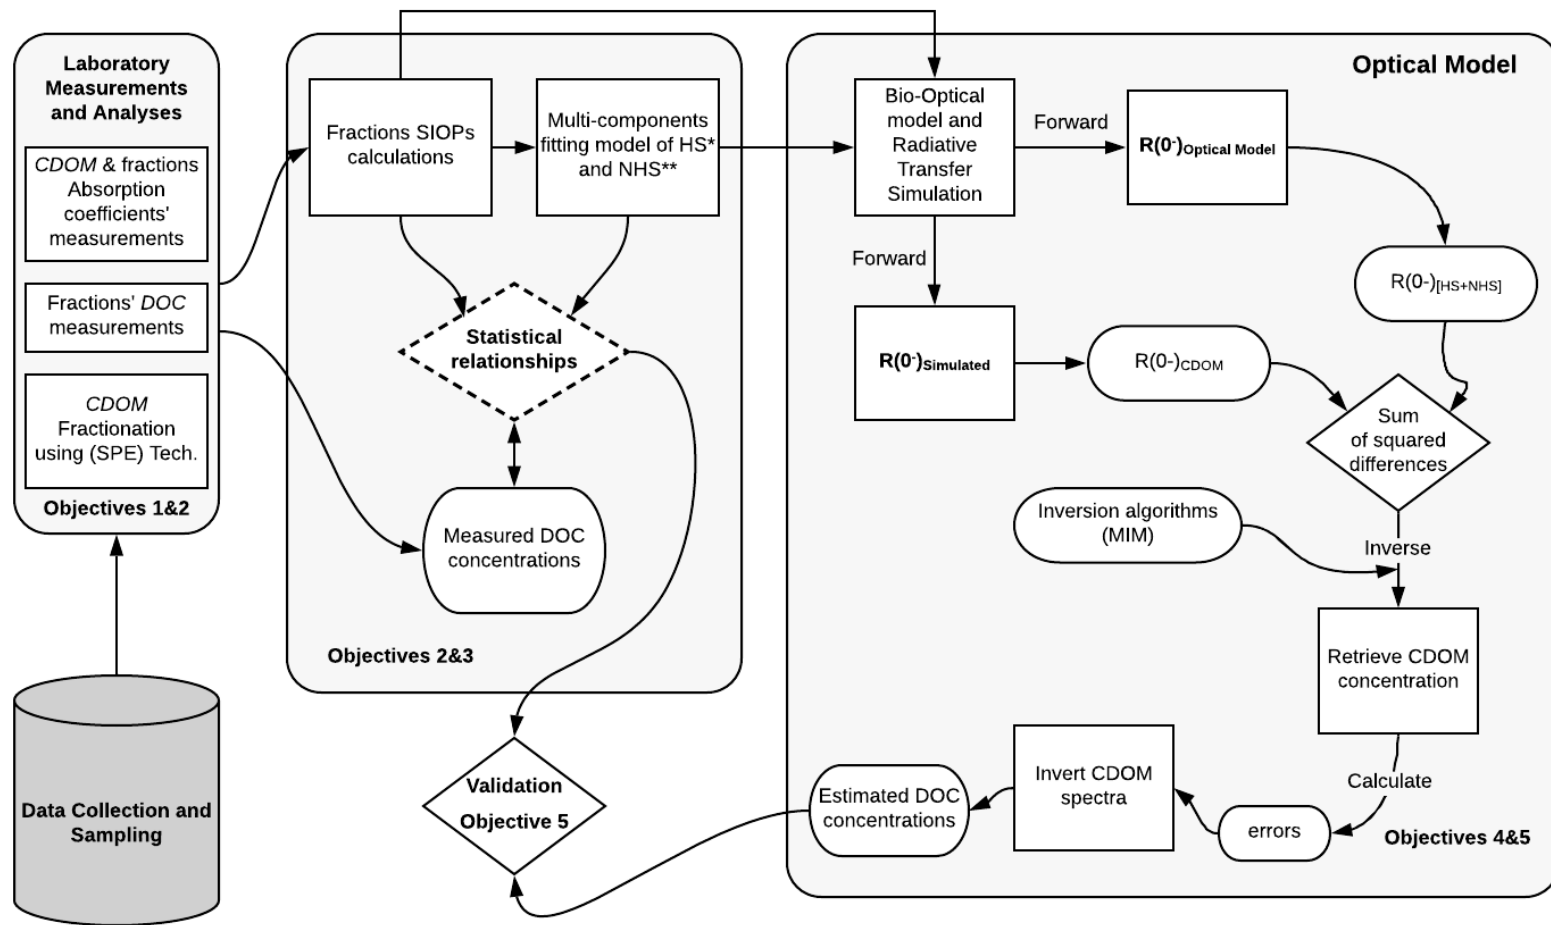 Laboratory
Measurements
and Analyses
CDOM & fractions
Absorption
coefficients'
measurements
Fractions' DOC
measurements
CDOM
Fractionation
using (SPE) Tech.
Objectives 1&2
Data Collection and
Sampling
Fractions SIOPs
calculations
Multi-components
fitting model of HS*
and NHS**
Statistical
relationships
Measured DOC
concentrations
Objectives 2&3
Validation
Objective 5
Optical Model
Bio-Optical
model and
Radiative
Transfer
Simulation
Forward
R(0-)Optical Model
R(0-)[HS+NHS]
Forward
R(0-)Simulated
R(0-)CDOM
Sum
of squared
differences
Inversion algorithms
(MIM)
Inverse
Retrieve CDOM
concentration
Calculate
errors
Invert CDOM
spectra
Estimated DOC
concentrations
Objectives 4&5